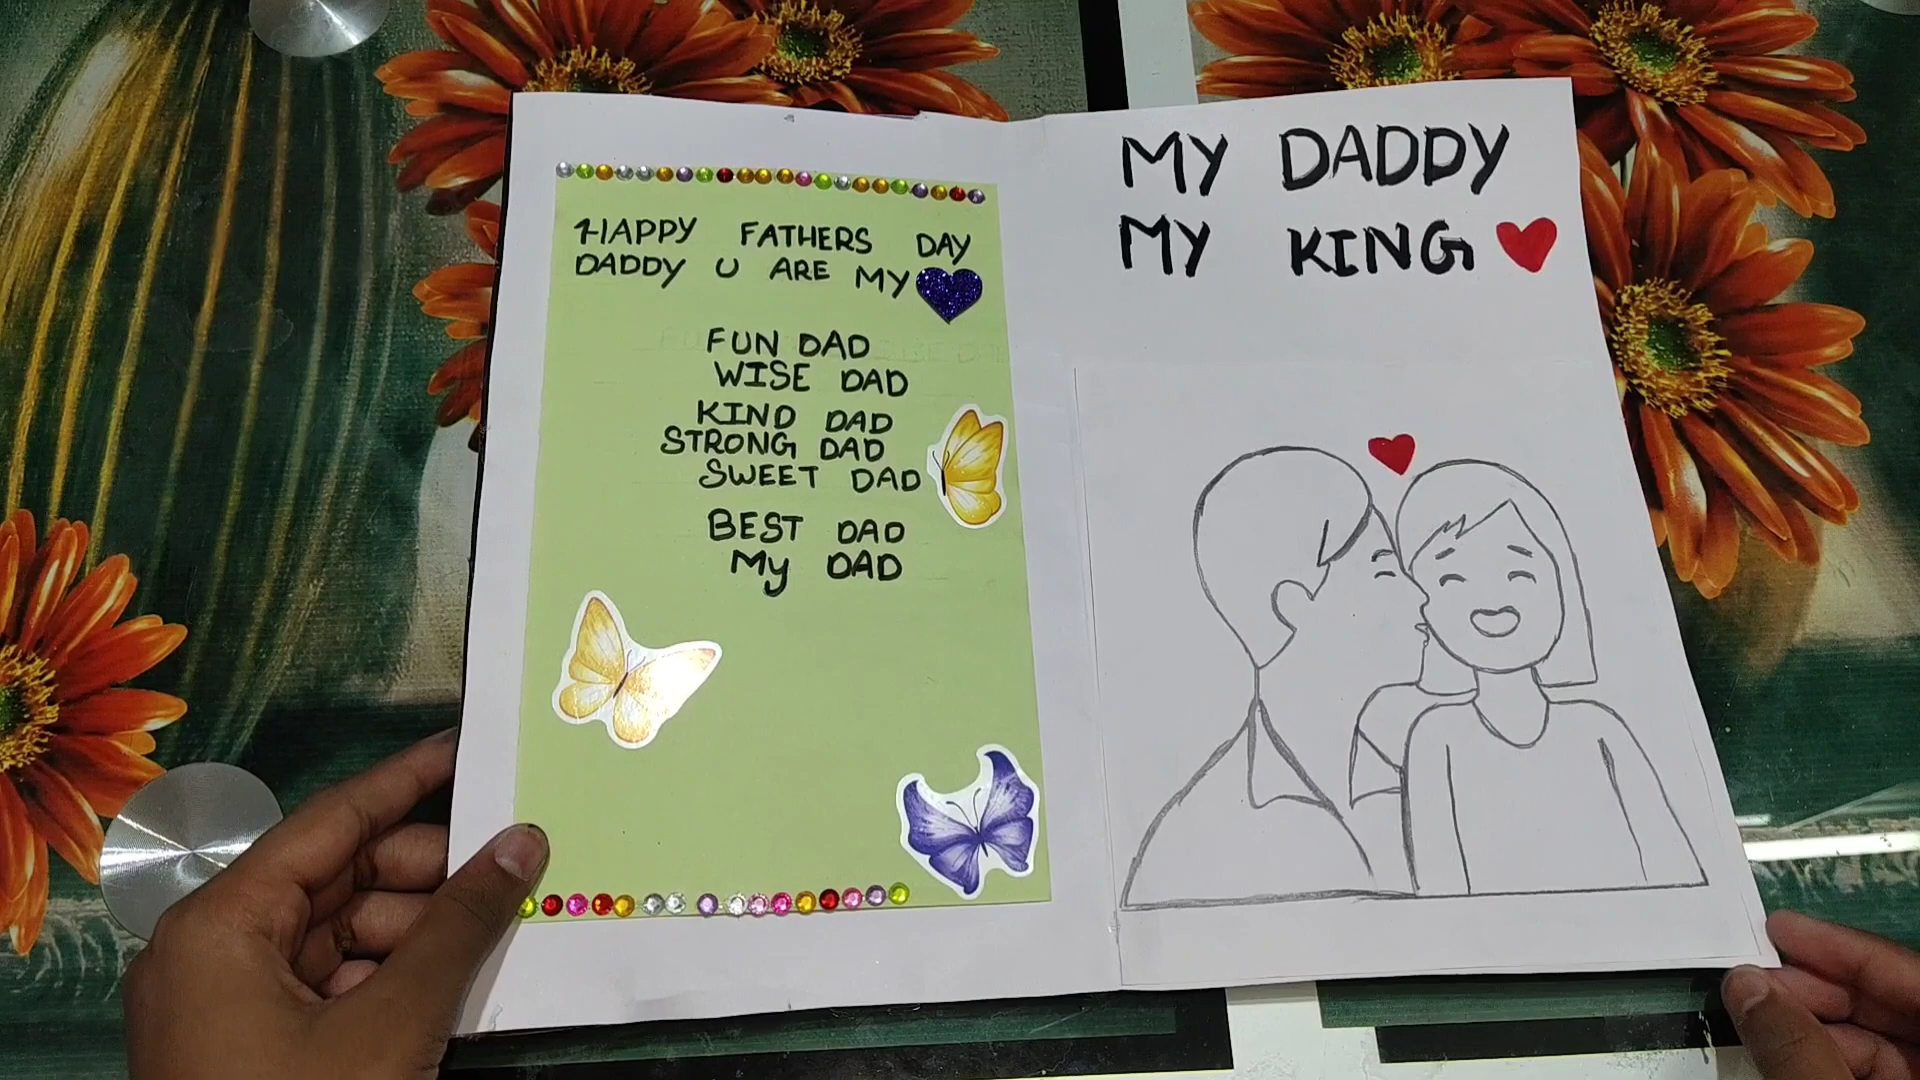 HAPPY FATHERS DAY
DADDY U ARE MY
FUN DAD
WISE DAD
KIND DAD
STRONG DAD
SWEET DAD
BEST DAD
My DAD
MY DADDY
MY KING